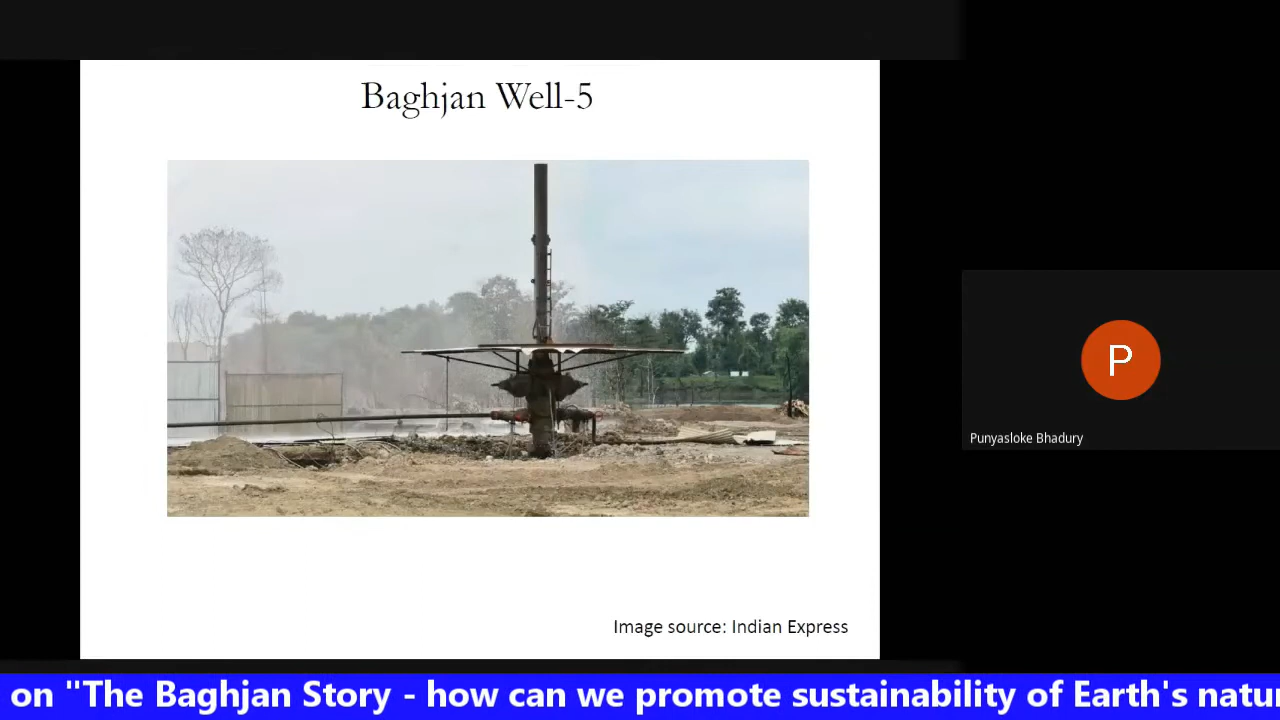 Baghjan Well-5
P
Punyasloke Bhadury
Image source: Indian Express
on "The Baghjan Story - how can we promote sustainability of Earth's natu